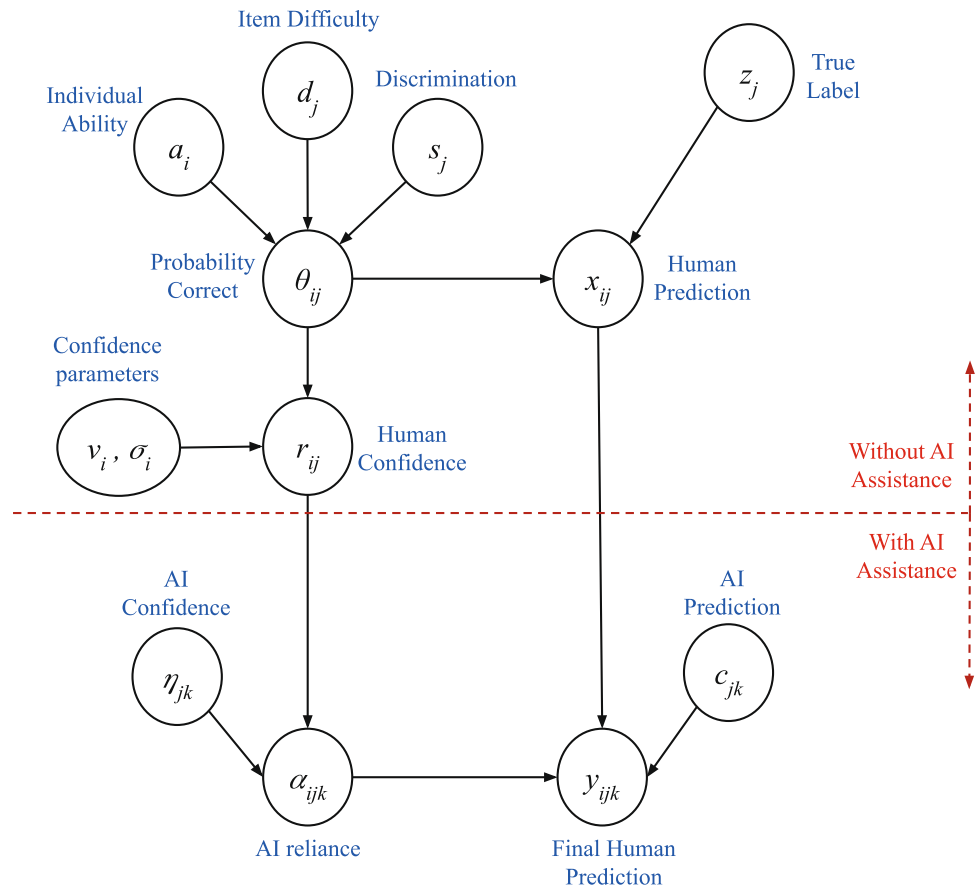 Item Difficulty
d_j
Individual
Ability
a_i
Discrimination
s_j
z_j
True
Label
Probability
Correct
θ_ij
x_ij
Human
Prediction
Confidence
parameters
v_i , σ_i
r_ij
Human
Confidence
Without AI
Assistance
With AI
Assistance
AI
Confidence
η_jk
AI
Prediction
c_jk
α_ijk
AI reliance
y_ijk
Final Human
Prediction